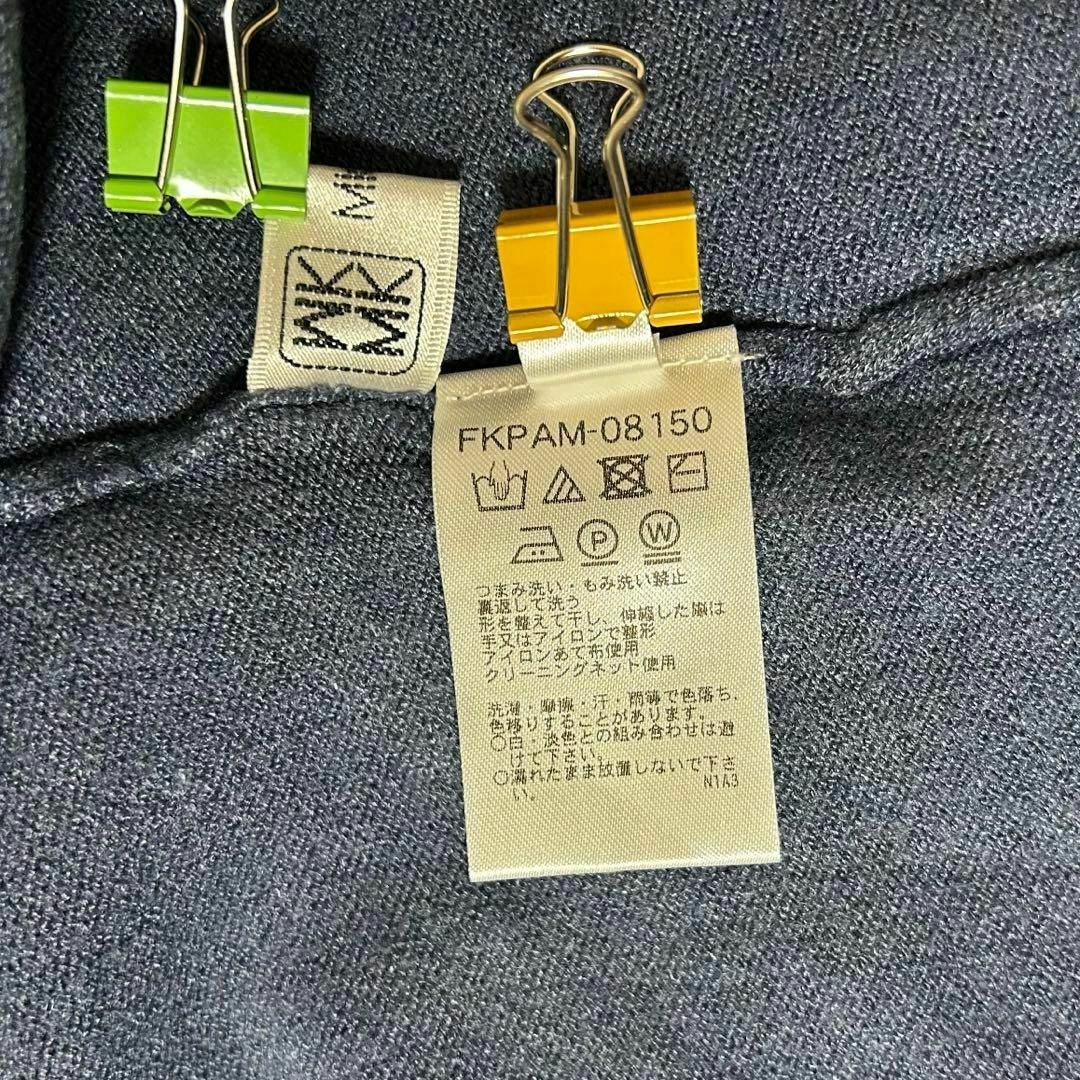 MK
MK
FKPAM-08150
P
W
つまみ洗い・もみ洗い禁止
裏返して洗う
形を整えて干し、伸縮した際は
手又はアイロンで整形
アイロンあて布使用
クリーニングネット使用
洗濯・摩擦・汗・雨等で色落ち、
色移りすることがあります。
○白・淡色との組み合わせは避
けて下さい。
○濡れたまま放置しないで下さ
い。
N1A3